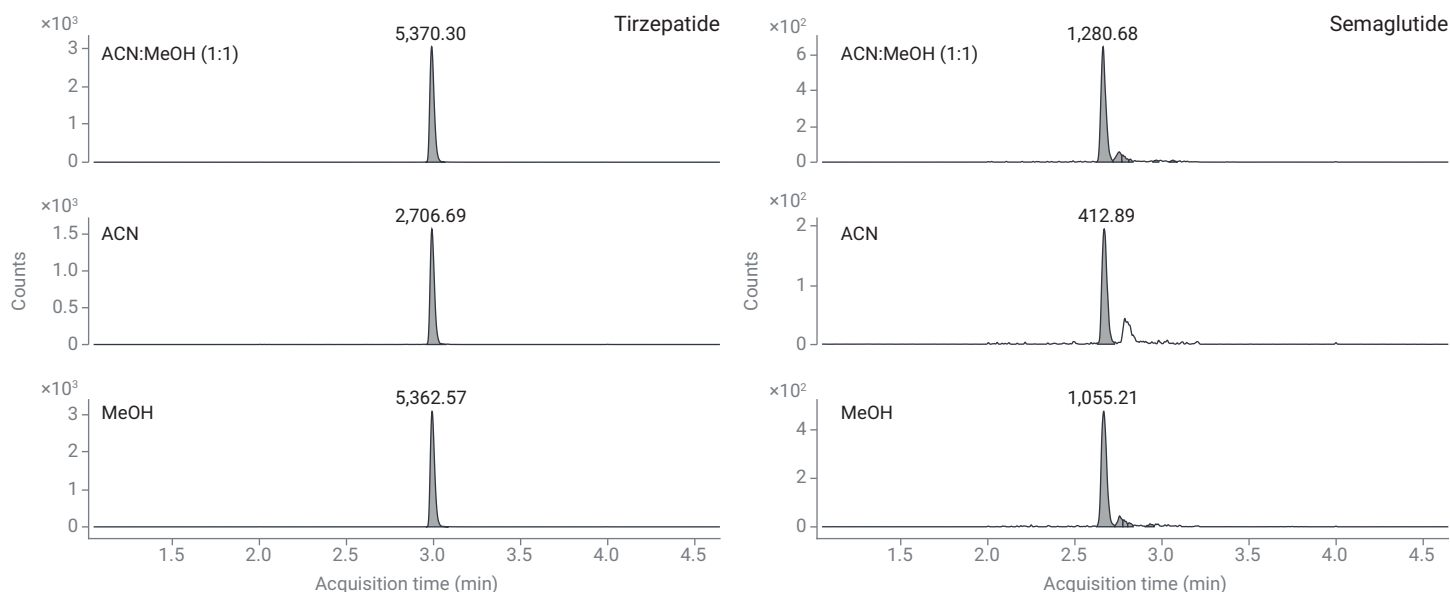 Tirzepatide
×10³
5,370.30
ACN:MeOH (1:1)
3
2
1
0
×10³
2,706.69
ACN
1.5
1.0
0.5
0
Counts
×10³
5,362.57
MeOH
3
2
1
0
1.5 2.0 2.5 3.0 3.5 4.0 4.5
Acquisition time (min)
Semaglutide
×10²
1,280.68
ACN:MeOH (1:1)
6
4
2
0
×10²
412.89
ACN
2
1
0
Counts
×10²
1,055.21
MeOH
4
2
0
1.5 2.0 2.5 3.0 3.5 4.0 4.5
Acquisition time (min)